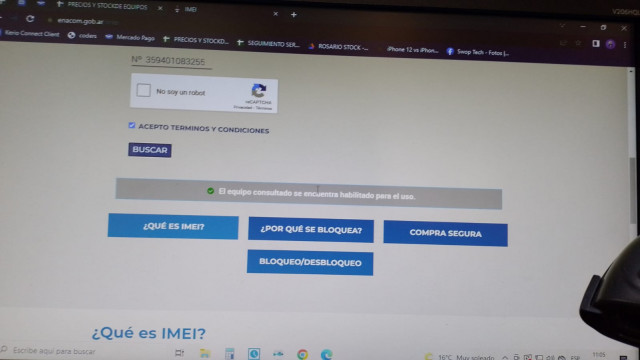 PRECIOS Y STOCKDE EQUIPOS
IMEI
enacom.gob.ar
Kerio Connect Client
coders
Mercado Pago
PRECIOS Y STOCKD...
SEGUIMIENTO SER...
ROSARIO STOCK -...
iPhone 12 vs iPhon...
Swop Tech - Fotos |...
Nº 359401083255
No soy un robot
reCAPTCHA
Privacidad - Términos
ACEPTO TERMINOS Y CONDICIONES
BUSCAR
El equipo consultado se encuentra habilitado para el uso.
¿QUÉ ES IMEI?
¿POR QUÉ SE BLOQUEA?
COMPRA SEGURA
BLOQUEO/DESBLOQUEO
¿Qué es IMEI?
Escribe aquí para buscar
16°C Muy soleado
ESP
11:05